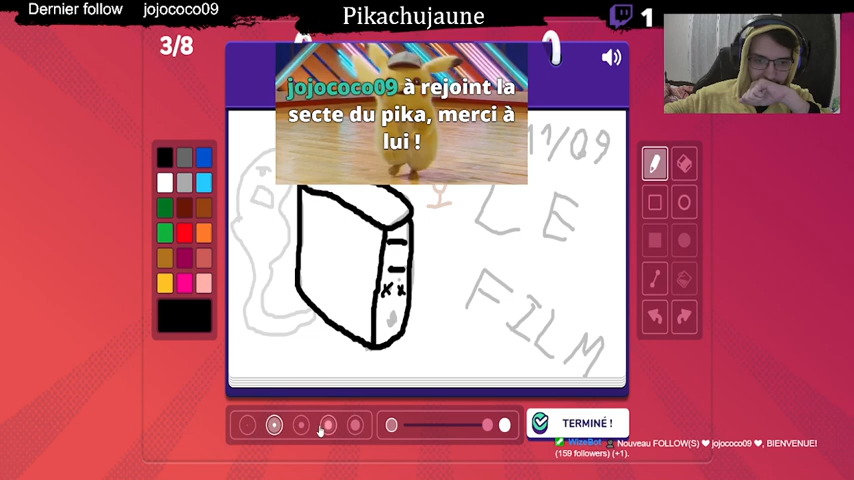 Dernier follow jojococo09
Pikachujaune
1
3/8
jojococo09 à rejoint la
secte du pika, merci à
lui !
11/09
LE
FILM
TERMINÉ !
WizeBot Nouveau FOLLOW(S) jojococo09, BIENVENUE!
(159 followers) (+1).